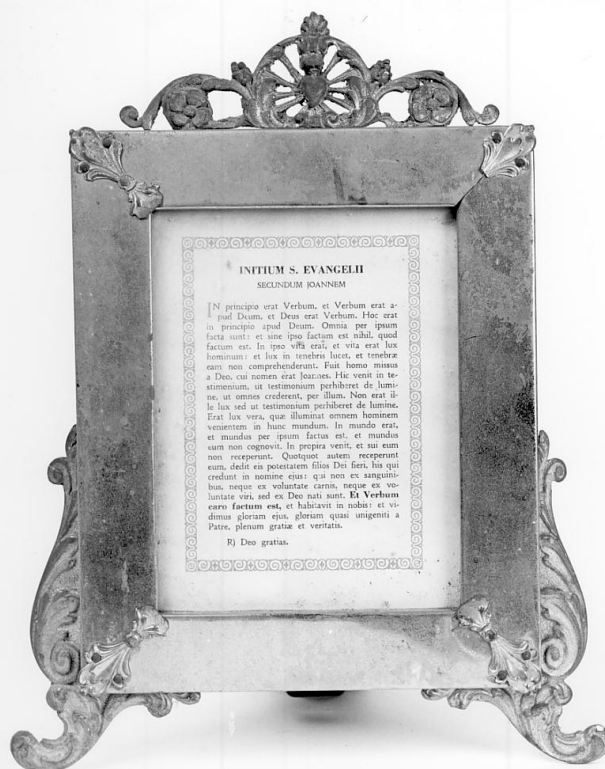 INITIUM S. EVANGELII
SECUNDUM JOANNEM
IN principio erat Verbum, et Verbum erat a-
pud Deum, et Deus erat Verbum. Hoc erat
in principio apud Deum. Omnia per ipsum
facta sunt: et sine ipso factum est nihil, quod
factum est. In ipso vita erat, et vita erat lux
hominum: et lux in tenebris lucet, et tenebræ
eam non comprehenderunt. Fuit homo missus
a Deo, cui nomen erat Joannes. Hic venit in te-
stimonium, ut testimonium perhiberet de lumi-
ne, ut omnes crederent, per illum. Non erat il-
le lux sed ut testimonium perhiberet de lumine.
Erat lux vera, quæ illuminat omnem hominem
venientem in hunc mundum. In mundo erat,
et mundus per ipsum factus est, et mundus
eum non cognovit. In propira venit, et sui eum
non receperunt. Quotquot autem receperunt
eum, dedit eis potestatem filios Dei fieri, his qui
credunt in nomine ejus: qui non ex sanguini-
bus, neque ex voluntate carnis, neque ex vo-
luntate viri, sed ex Deo nati sunt. Et Verbum
caro factum est, et habitavit in nobis: et vi-
dimus gloriam ejus, gloriam quasi unigeniti a
Patre, plenum gratiæ et veritatis.
R) Deo gratias.